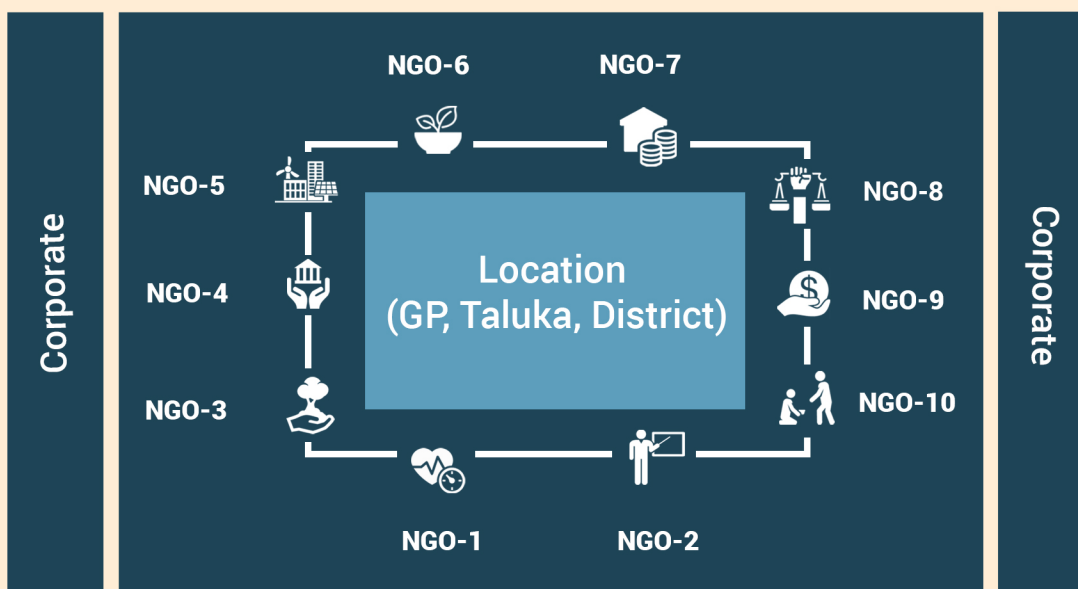 NGO-6
NGO-7
NGO-5
NGO-8
Corporate
Location
(GP, Taluka, District)
Corporate
NGO-4
NGO-9
NGO-3
NGO-10
NGO-1
NGO-2
$